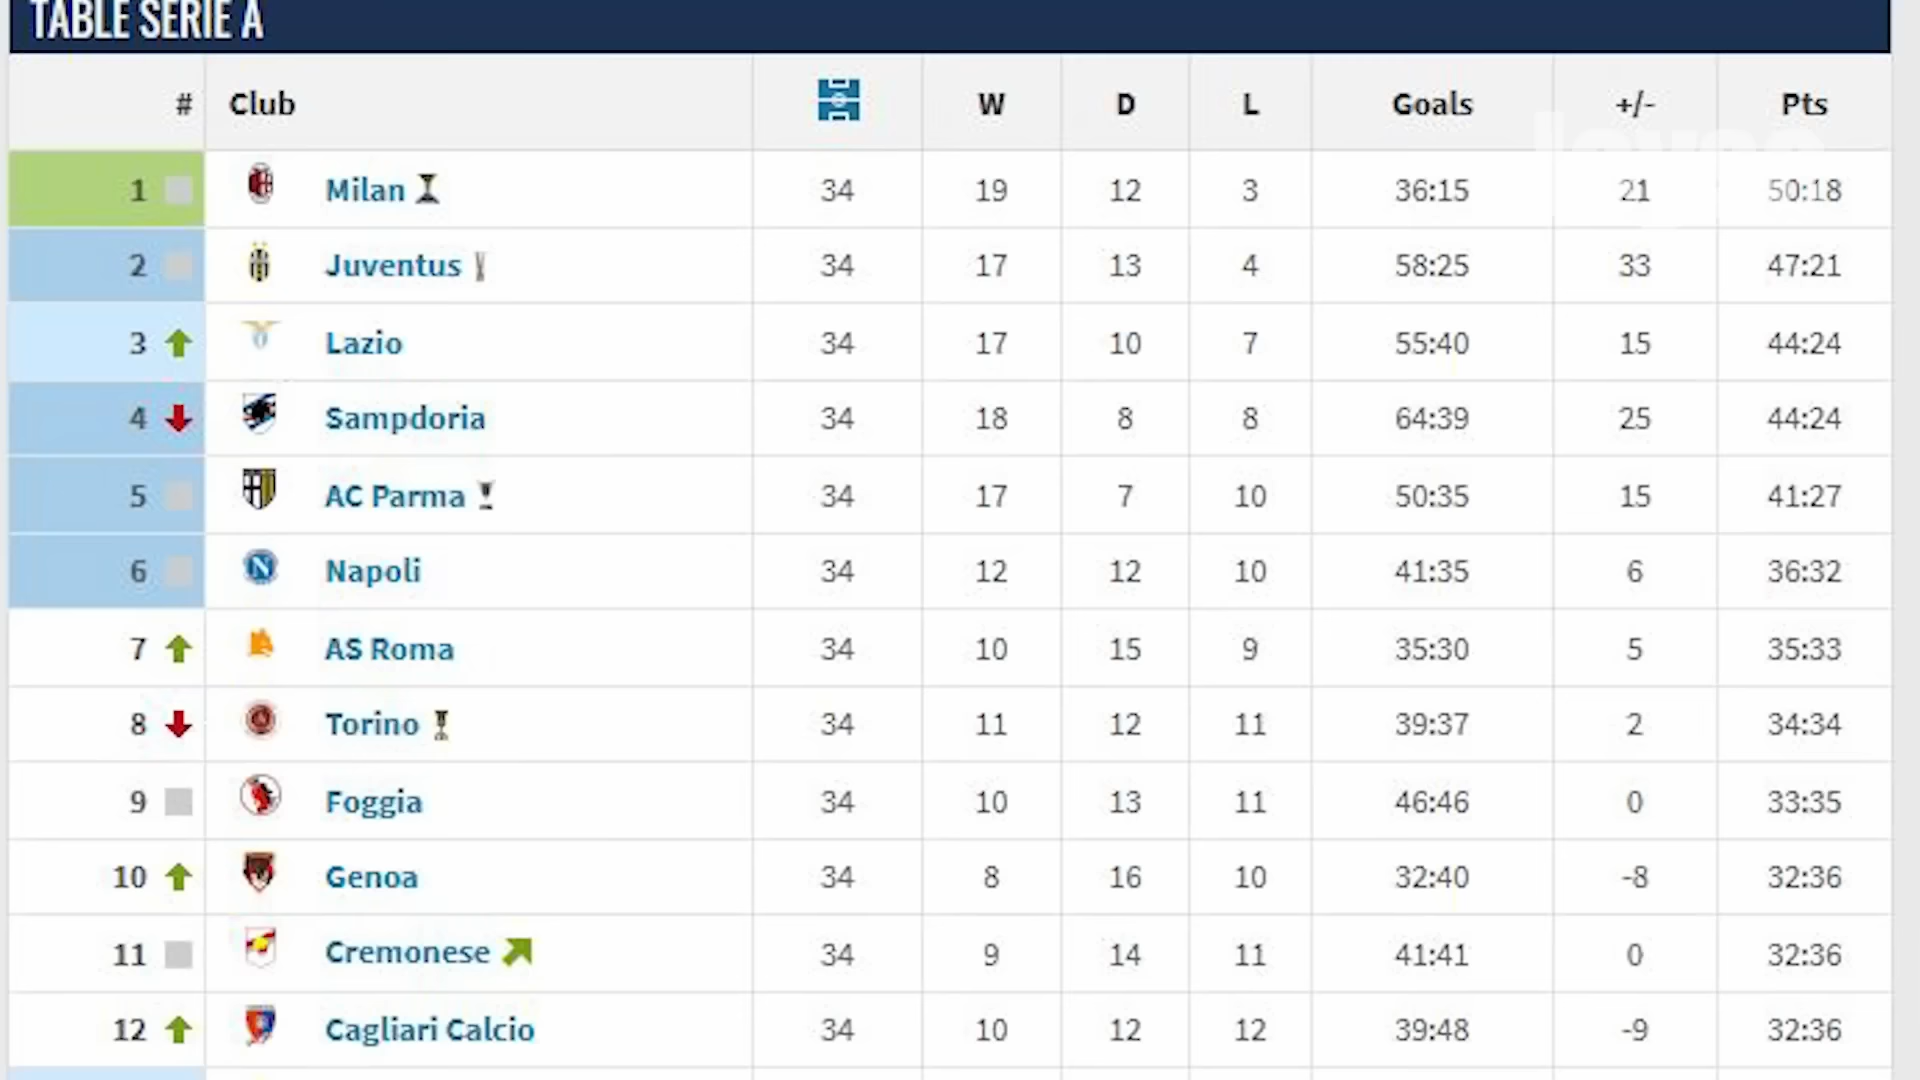 TABLE SERIE A
# Club W D L Goals +/- Pts
1 Milan 34 19 12 3 36:15 21 50:18
2 Juventus 34 17 13 4 58:25 33 47:21
3 Lazio 34 17 10 7 55:40 15 44:24
4 Sampdoria 34 18 8 8 64:39 25 44:24
5 AC Parma 34 17 7 10 50:35 15 41:27
6 Napoli 34 12 12 10 41:35 6 36:32
7 AS Roma 34 10 15 9 35:30 5 35:33
8 Torino 34 11 12 11 39:37 2 34:34
9 Foggia 34 10 13 11 46:46 0 33:35
10 Genoa 34 8 16 10 32:40 -8 32:36
11 Cremonese 34 9 14 11 41:41 0 32:36
12 Cagliari Calcio 34 10 12 12 39:48 -9 32:36